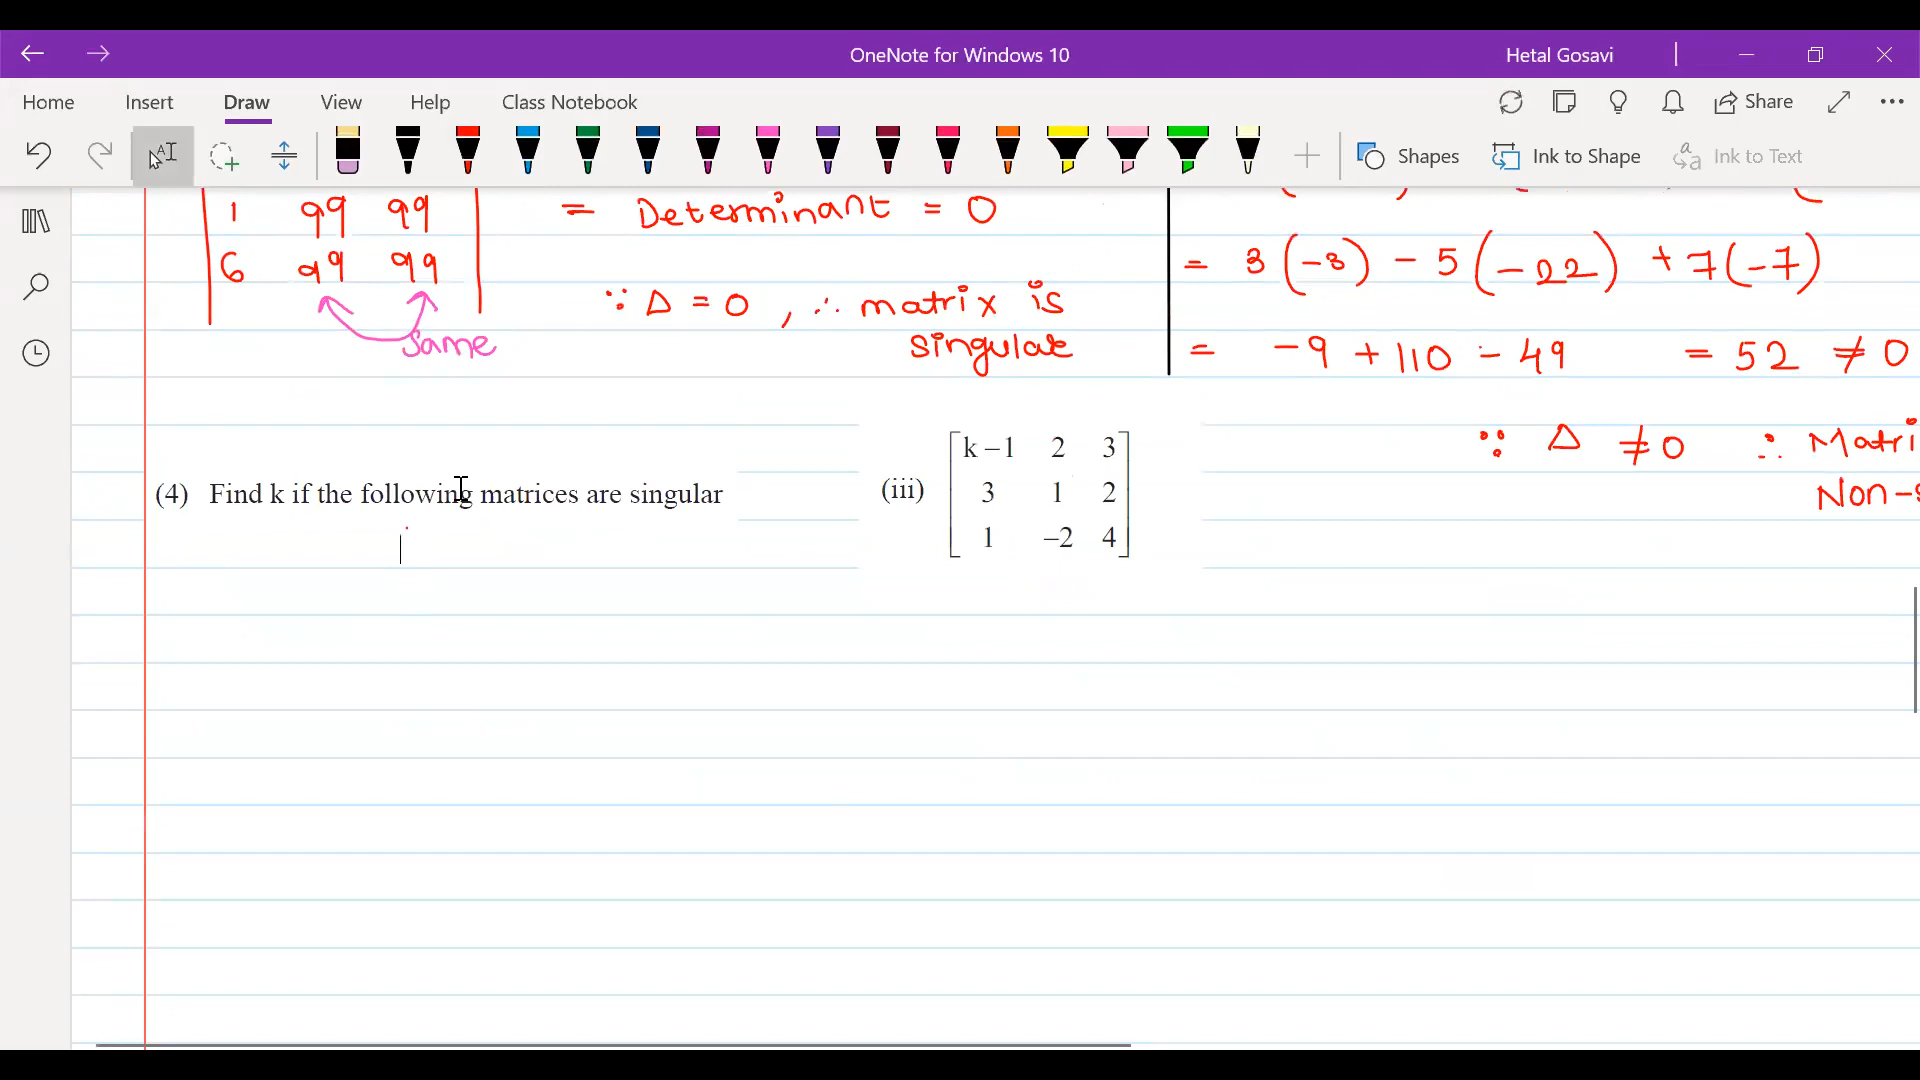 OneNote for Windows 10
Hetal Gosavi
Home Insert Draw View Help Class Notebook
Share
Shapes
Ink to Shape
Ink to Text
1 99 99 = Determinant = 0
6 99 99
same
∵ Δ = 0 , ∴ matrix is
singular
= 3 (-3) - 5 (-22) + 7(-7)
= -9 + 110 - 49 = 52 ≠ 0
∵ Δ ≠ 0 ∴ Matri
Non-s
(4) Find k if the following matrices are singular
(iii)
k – 1 2 3
3 1 2
1 –2 4